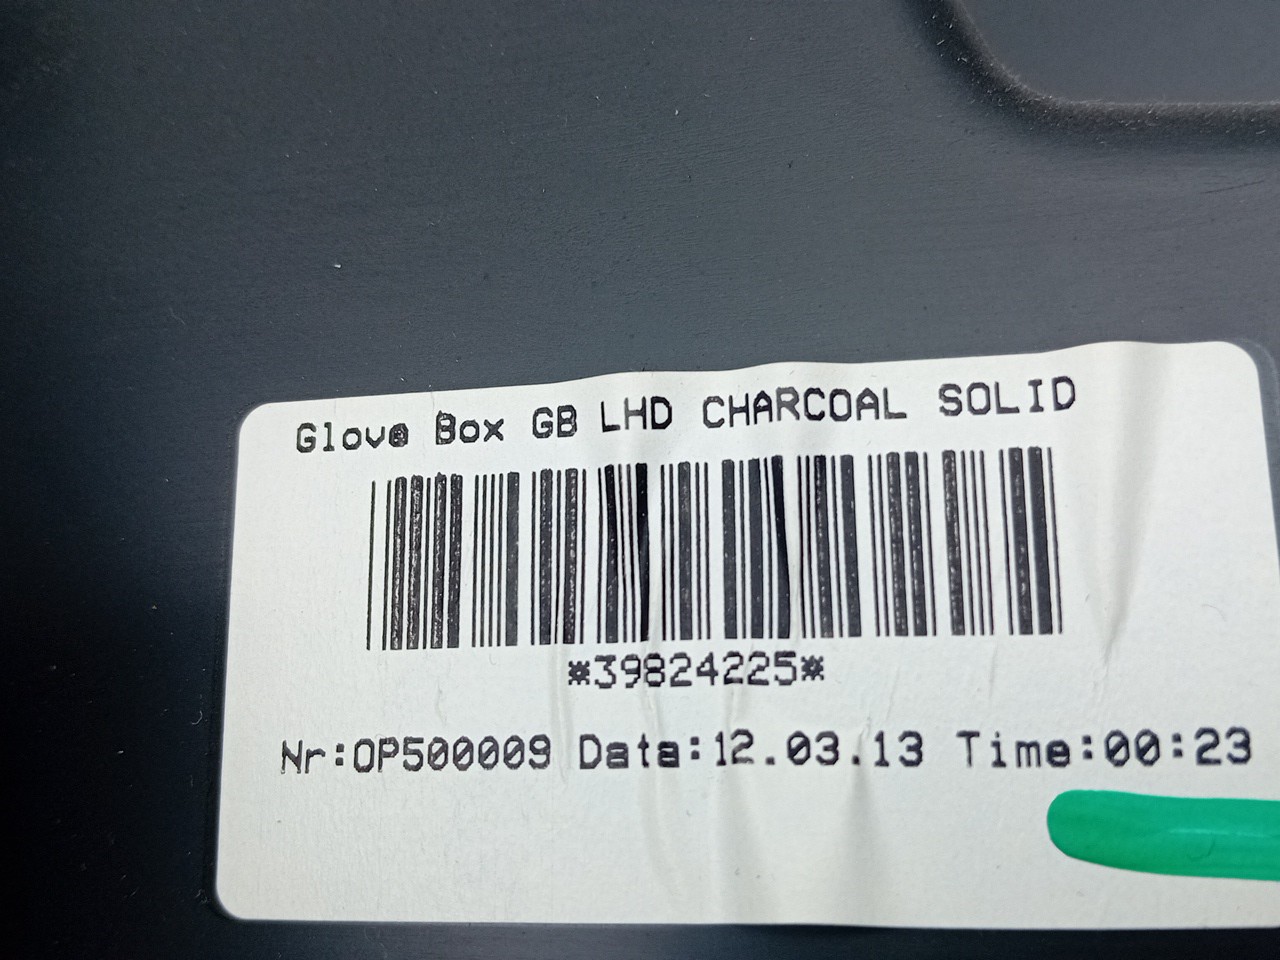 Glove Box GB LHD CHARCOAL SOLID
*39824225*
Nr:OP500009 Data:12.03.13 Time:00:23